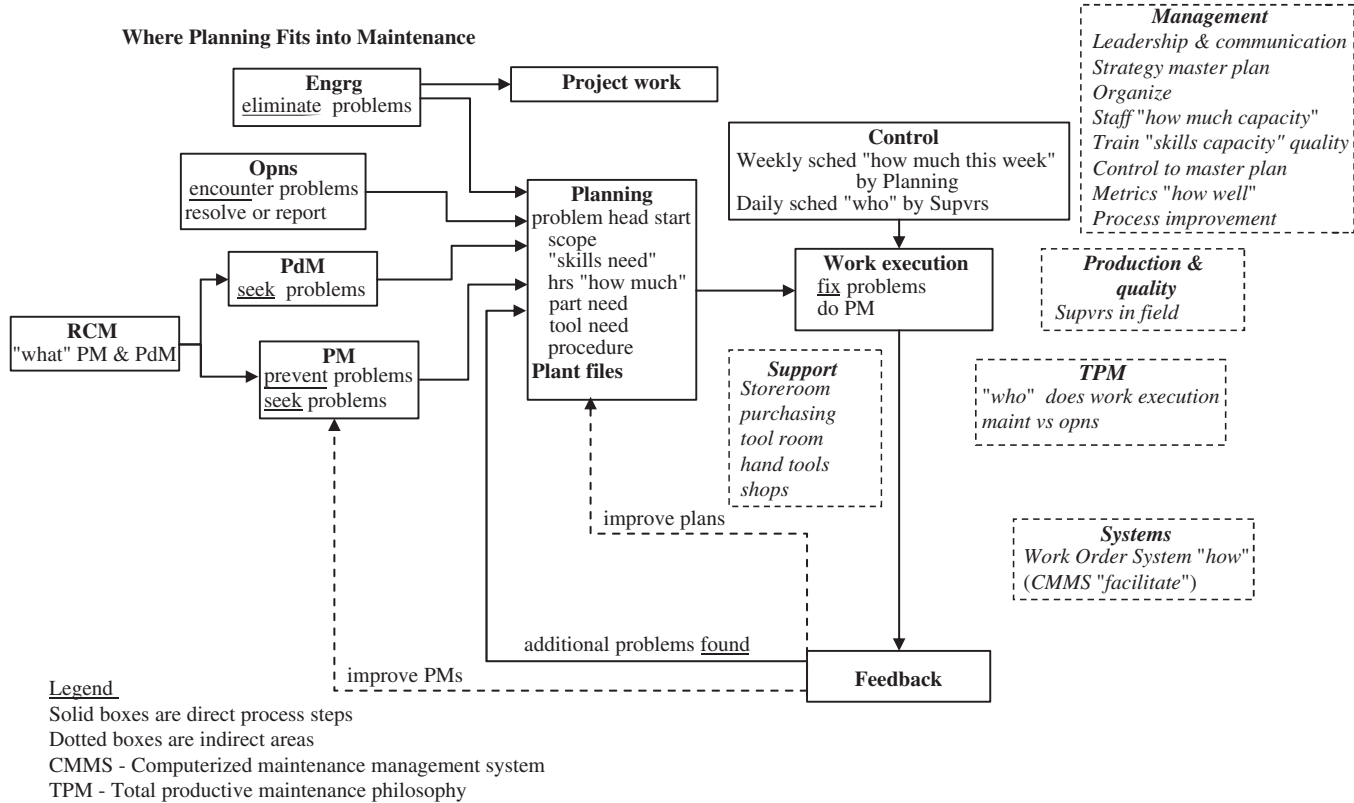 Where Planning Fits into Maintenance
Engrg
eliminate problems
Project work
Opns
encounter problems
resolve or report
PdM
seek problems
RCM
"what" PM & PdM
PM
prevent problems
seek problems
Planning
problem head start
scope
"skills need"
hrs "how much"
part need
tool need
procedure
Plant files
Control
Weekly sched "how much this week"
by Planning
Daily sched "who" by Supvrs
Work execution
fix problems
do PM
Support
Storeroom
purchasing
tool room
hand tools
shops
Management
Leadership & communication
Strategy master plan
Organize
Staff "how much capacity"
Train "skills capacity" quality
Control to master plan
Metrics "how well"
Process improvement
Production &
quality
Supvrs in field
TPM
"who" does work execution
maint vs opns
Systems
Work Order System "how"
(CMMS "facilitate")
improve plans
additional problems found
improve PMs
Feedback
Legend
Solid boxes are direct process steps
Dotted boxes are indirect areas
CMMS - Computerized maintenance management system
TPM - Total productive maintenance philosophy